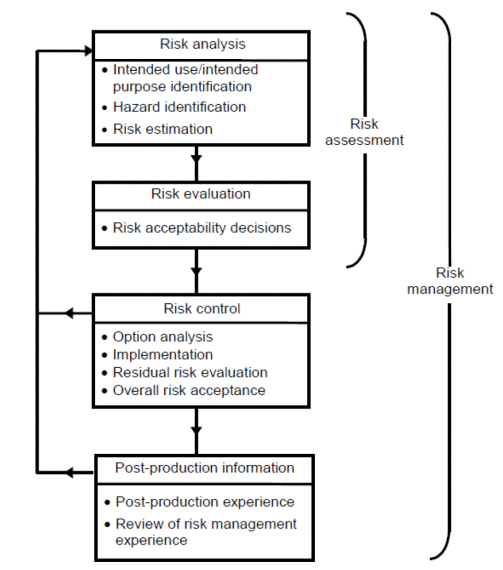 Risk analysis
• Intended use/intended
purpose identification
• Hazard identification
• Risk estimation
Risk
assessment
Risk evaluation
• Risk acceptability decisions
Risk
management
Risk control
• Option analysis
• Implementation
• Residual risk evaluation
• Overall risk acceptance
Post-production information
• Post-production experience
• Review of risk management
experience